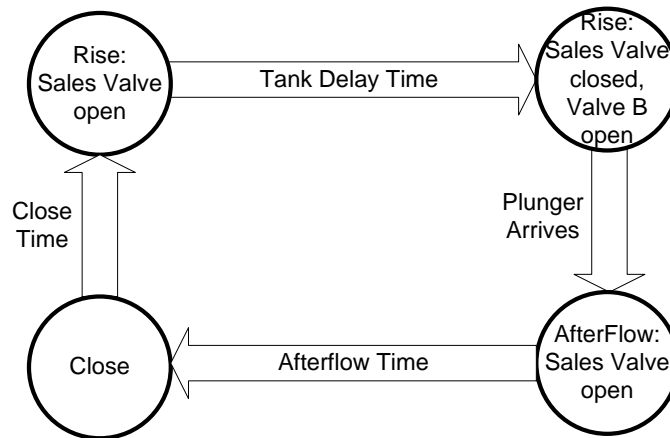 Rise:
Sales Valve
open
Tank Delay Time
Rise:
Sales Valve
closed,
Valve B
open
Close
Time
Plunger
Arrives
Close
Afterflow Time
AfterFlow:
Sales Valve
open